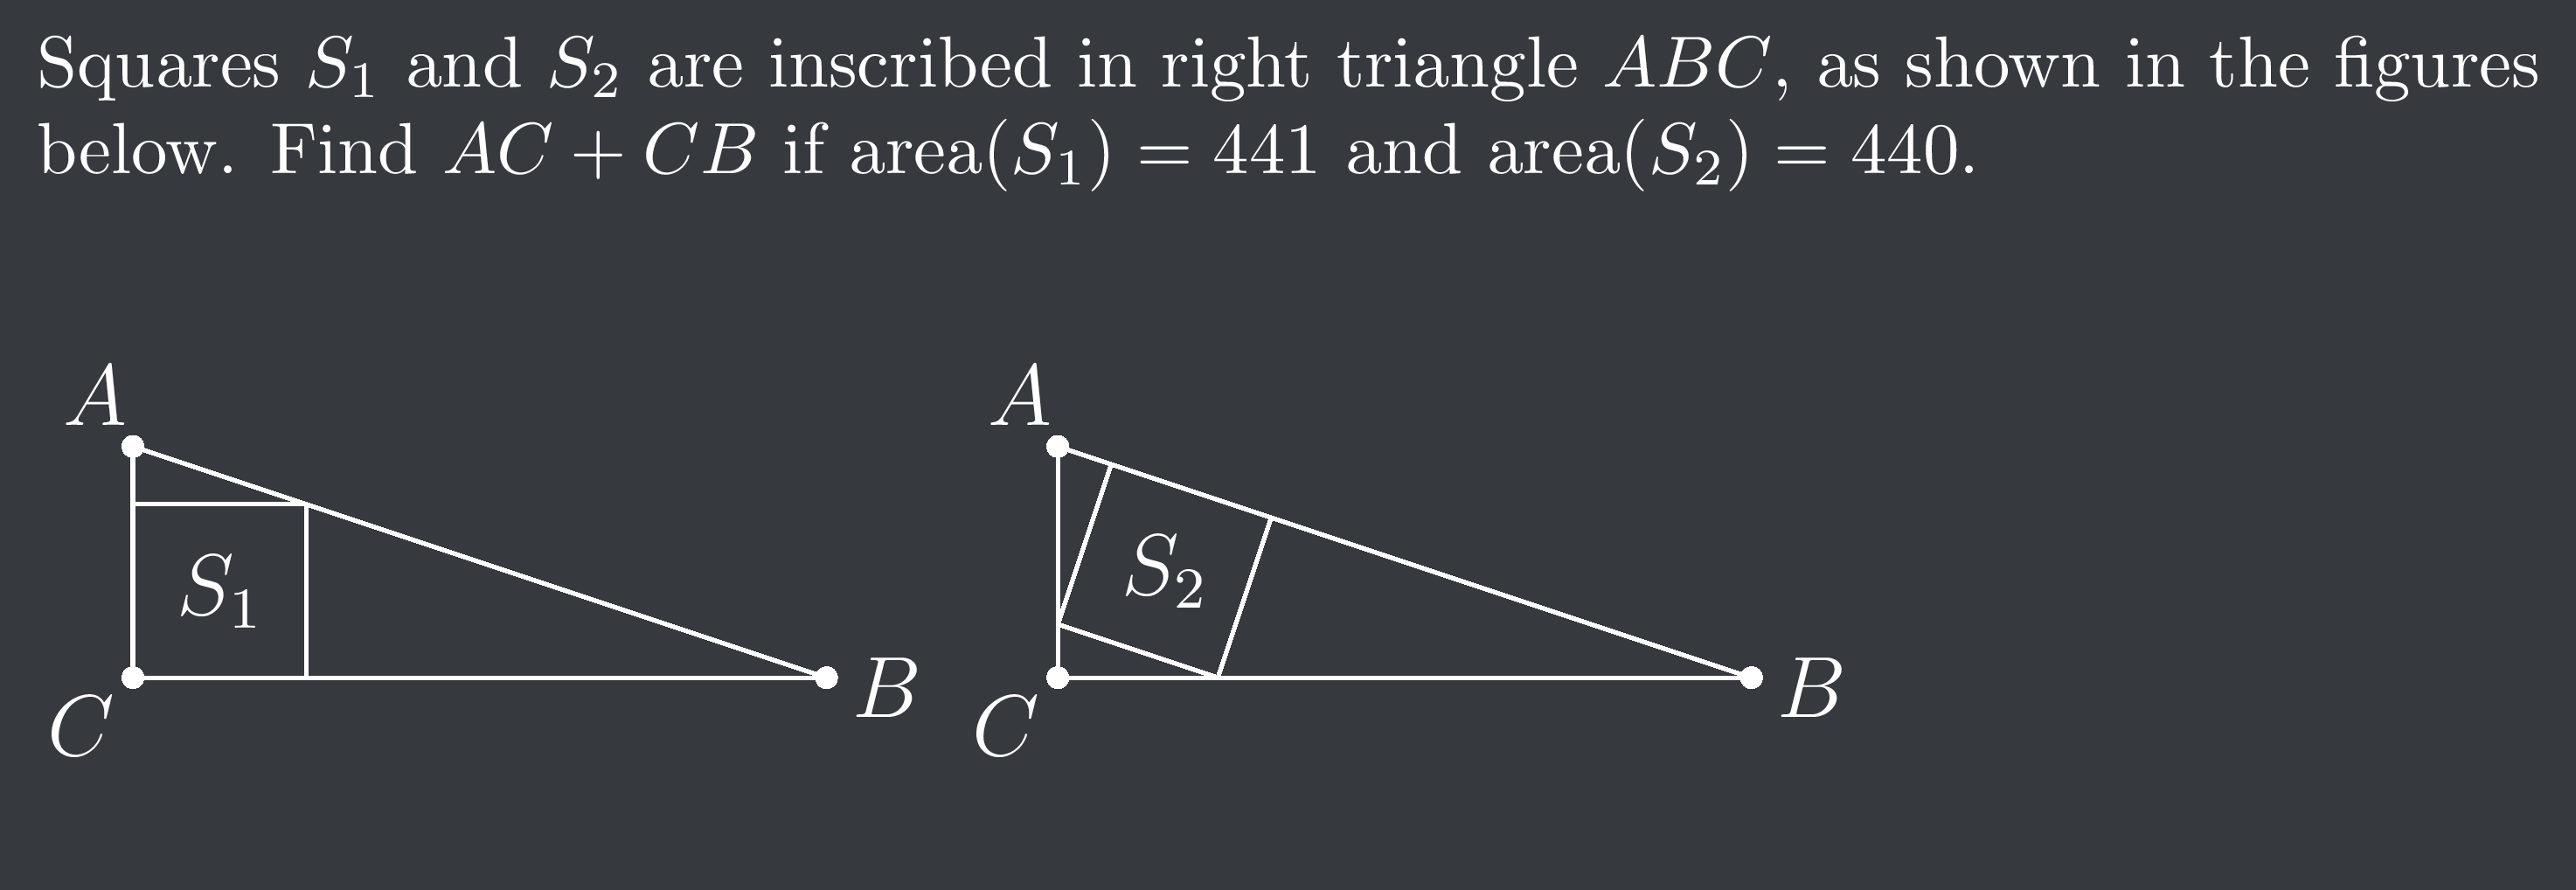 Squares S₁ and S₂ are inscribed in right triangle ABC, as shown in the figures
below. Find AC + CB if area(S₁) = 441 and area(S₂) = 440.
A
S₁
C
B
A
S₂
C
B